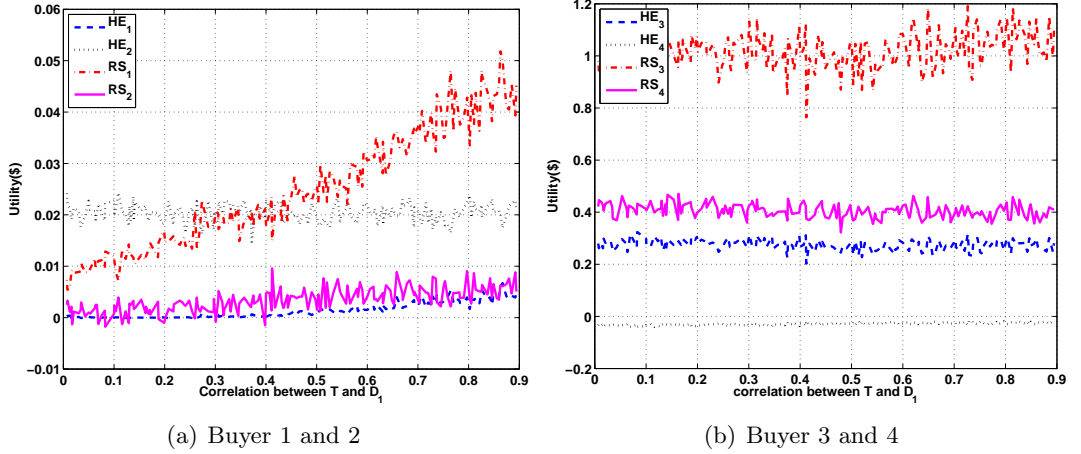 0.06
0.05
0.04
0.03
0.02
0.01
0
−0.01
Utility($)
HE1
HE2
RS1
RS2
0 0.1 0.2 0.3 0.4 0.5 0.6 0.7 0.8 0.9
Correlation between T and D1
(a) Buyer 1 and 2
1.2
1
0.8
0.6
0.4
0.2
0
−0.2
Utility($)
HE3
HE4
RS3
RS4
0 0.1 0.2 0.3 0.4 0.5 0.6 0.7 0.8 0.9
correlation between T and D1
(b) Buyer 3 and 4